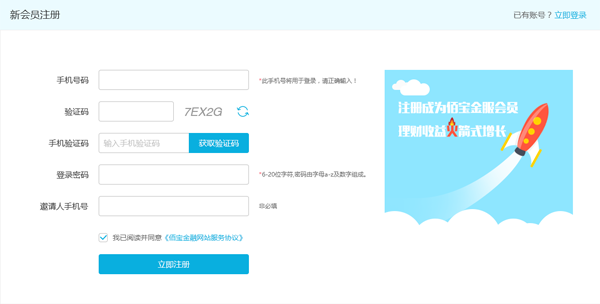 新会员注册
已有账号？立即登录
手机号码
*此手机号将用于登录，请正确输入！
验证码 7EX2G
手机验证码 输入手机验证码 获取验证码
登录密码 *6-20位字符,密码由字母a-z及数字组成。
邀请人手机号 非必填
我已阅读并同意《佰宝金融网站服务协议》
立即注册
注册成为佰宝金融会员
理财收益火箭式增长